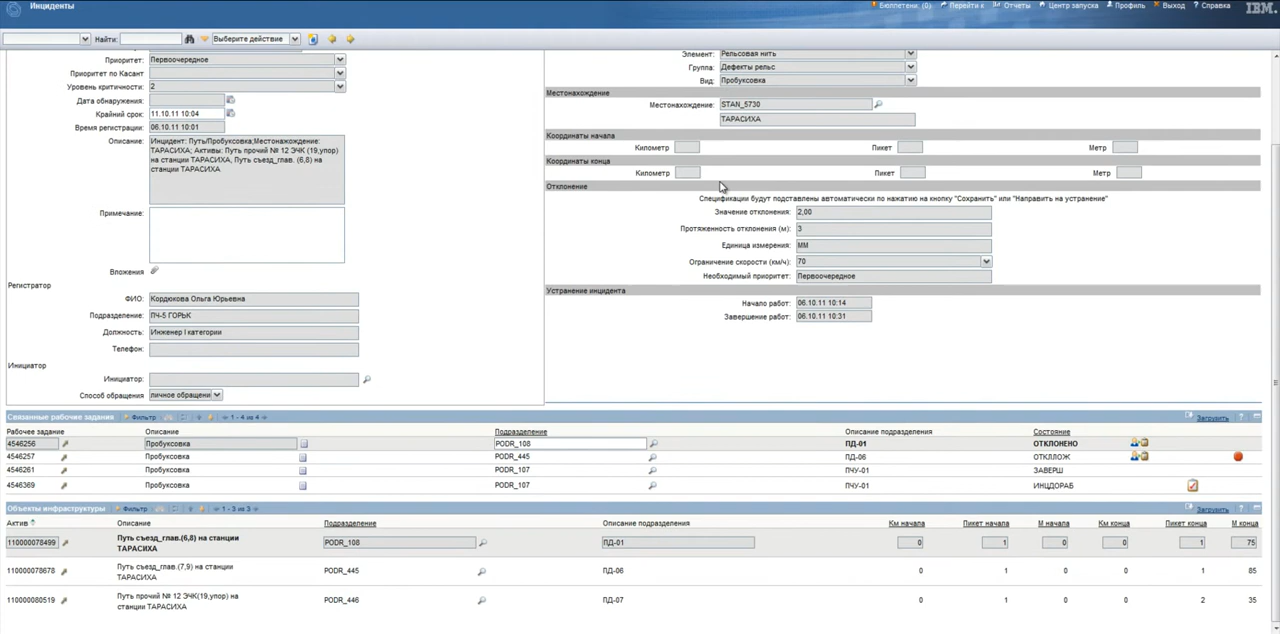 Инциденты
Бюллетени: (0) Перейти к Отчеты Центр запуска Профиль Выход ? Справка IBM.
Найти: Выберите действие
Приоритет: Первоочередное
Приоритет по Касант
Уровень критичности: 2
Дата обнаружения:
Крайний срок: 11.10.11 10:04
Время регистрации: 06.10.11 10:01
Описание: Инцидент: Путь/Пробуксовка;Местонахождение:
ТАРАСИХА; Активы: Путь прочий № 12 ЭЧК (19,упор)
на станции ТАРАСИХА, Путь съезд_глав. (6,8) на
станции ТАРАСИХА
Примечание:
Вложения
Регистратор
ФИО: Кордюкова Ольга Юрьевна
Подразделение: ПЧ-5 ГОРЬК
Должность: Инженер I категории
Телефон:
Инициатор
Инициатор:
Способ обращения личное обращени
Элемент: Рельсовая нить
Группа: Дефекты рельс
Вид: Пробуксовка
Местонахождение
Местонахождение: STAN_5730
ТАРАСИХА
Координаты начала
Километр Пикет Метр
Координаты конца
Километр Пикет Метр
Отклонение
Спецификации будут подставлены автоматически по нажатию на кнопку "Сохранить" или "Направить на устранение"
Значение отклонения: 2,00
Протяженность отклонения (м): 3
Единица измерения: ММ
Ограничение скорости (км/ч): 70
Необходимый приоритет: Первоочередное
Устранение инцидента
Начало работ: 06.10.11 10:14
Завершение работ: 06.10.11 10:31
Связанные рабочие задания Фильтр 1 - 4 из 4 Загрузить ?
Рабочее задание Описание Подразделение Описание подразделения Состояние
4546256 Пробуксовка PODR_108 ПД-01 ОТКЛОНЕНО
4546257 Пробуксовка PODR_445 ПД-06 ОТКЛЛОЖ
4546261 Пробуксовка PODR_107 ПЧУ-01 ЗАВЕРШ
4546369 Пробуксовка PODR_107 ПЧУ-01 ИНЦДОРАБ
Объекты инфраструктуры Фильтр 1 - 3 из 3 Загрузить ?
Актив Описание Подразделение Описание подразделения Км начала Пикет начала М начала Км конца Пикет конца М конца
110000078499 Путь съезд_глав.(6,8) на станции PODR_108 ПД-01 0 1 0 0 1 75
ТАРАСИХА
110000078678 Путь съезд_глав.(7,9) на станции PODR_445 ПД-06 0 1 0 0 1 85
ТАРАСИХА
110000080519 Путь прочий № 12 ЭЧК(19,упор) на PODR_446 ПД-07 0 1 0 0 2 35
станции ТАРАСИХА